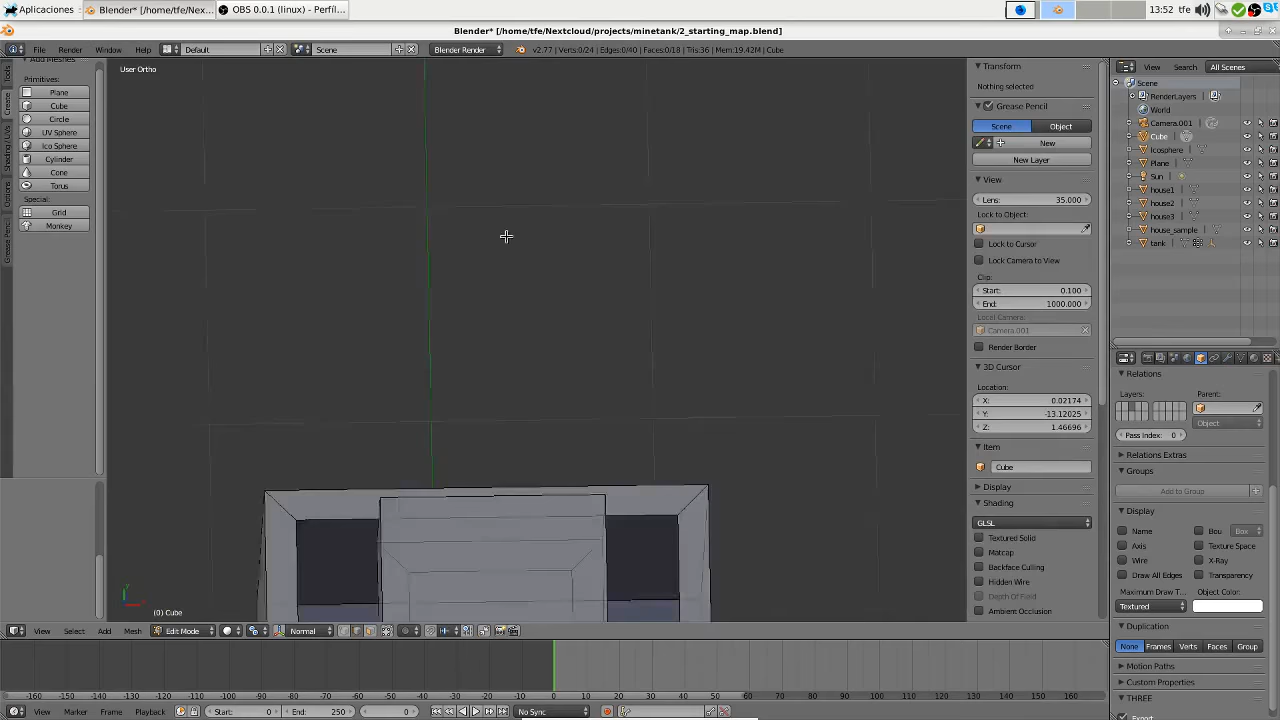 Aplicaciones
Blender* [/home/tfe/Nextcl...
OBS 0.0.1 (linux) - Perfíl...
13:52 tfe
Blender* [/home/tfe/Nextcloud/projects/minetank/2_starting_map.blend]
File Render Window Help
Default
Scene
Blender Render
v2.77 | Verts:0/24 | Edges:0/40 | Faces:0/18 | Tris:36 | Mem:19.42M | Cube
View Search All Scenes
Add Meshes
Primitives:
Plane
Cube
Circle
UV Sphere
Ico Sphere
Cylinder
Cone
Torus
Special:
Grid
Monkey
Tools
Create
Shading / UVs
Options
Grease Pencil
User Ortho
(0) Cube
Transform
Nothing selected
Grease Pencil
Scene Object
New
New Layer
View
Lens: 35.000
Lock to Object:
Lock to Cursor
Lock Camera to View
Clip:
Start: 0.100
End: 1000.000
Local Camera:
Camera.001
Render Border
3D Cursor
Location:
X: 0.02174
Y: -13.12025
Z: 1.46696
Item
Cube
Display
Shading
GLSL
Textured Solid
Matcap
Backface Culling
Hidden Wire
Depth Of Field
Ambient Occlusion
Scene
RenderLayers
World
Camera.001
Cube
Icosphere
Plane
Sun
house1
house2
house3
house_sample
tank
Relations
Layers: Parent:
Object
Pass Index: 0
Relations Extras
Groups
Add to Group
Display
Name Bou Box
Axis Texture Space
Wire X-Ray
Draw All Edges Transparency
Maximum Draw T Object Color:
Textured
Duplication
None Frames Verts Faces Group
Motion Paths
Custom Properties
THREE
Export
View Select Add Mesh Edit Mode Normal
-160 -150 -140 -130 -120 -110 -100 -90 -80 -70 -60 -50 -40 -30 -20 -10 0 10 20 30 40 50 60 70 80 90 100 110 120 130 140 150 160
View Marker Frame Playback Start: 0 End: 250 0 No Sync